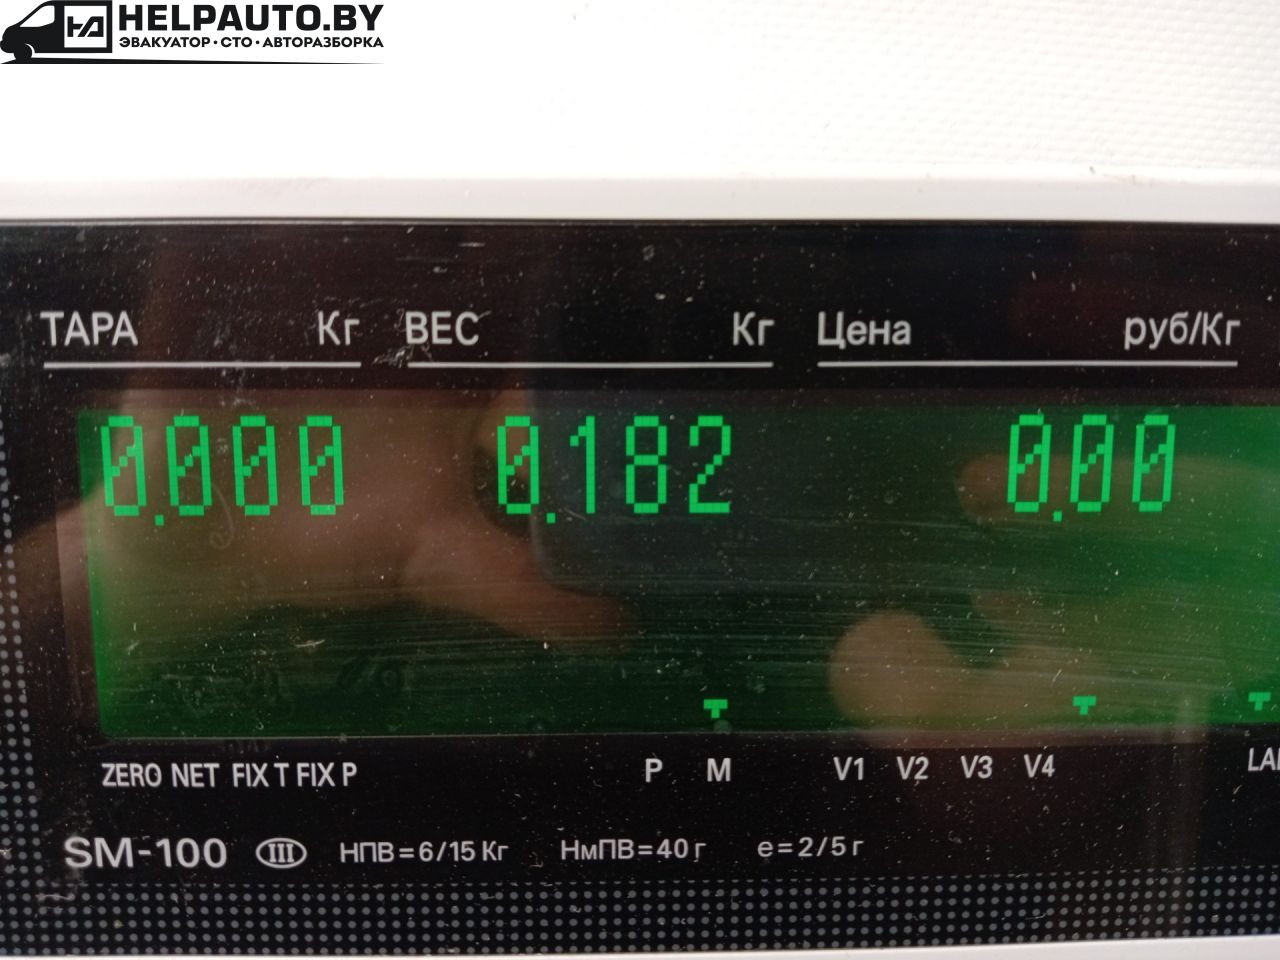 HELPAUTO.BY
ЭВАКУАТОР · СТО · АВТОРАЗБОРКА
ТАРА Кг ВЕС Кг Цена руб/Кг
0.000 0.182 0.00
ZERO NET FIX T FIX P P M V1 V2 V3 V4
SM-100 III НПВ=6/15 Кг НмПВ=40 г e=2/5 г